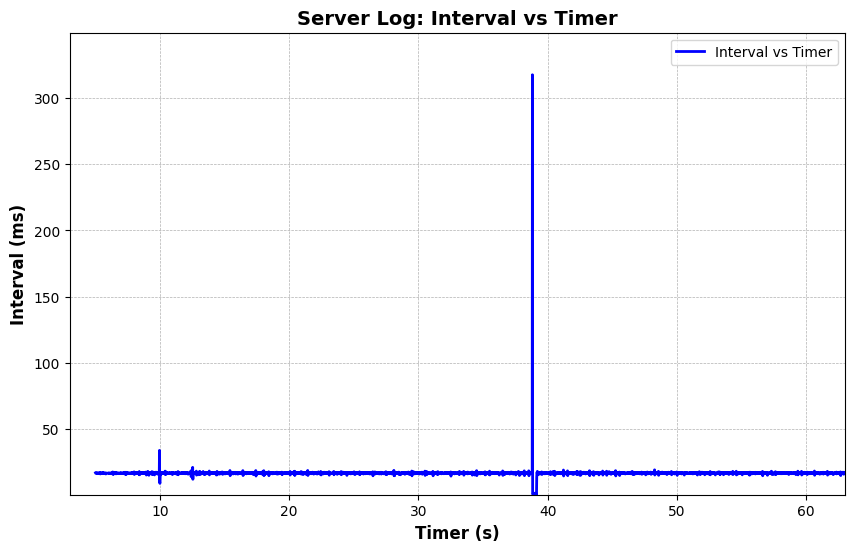 Server Log: Interval vs Timer
Interval vs Timer
300
250
200
150
100
50
Interval (ms)
10 20 30 40 50 60
Timer (s)